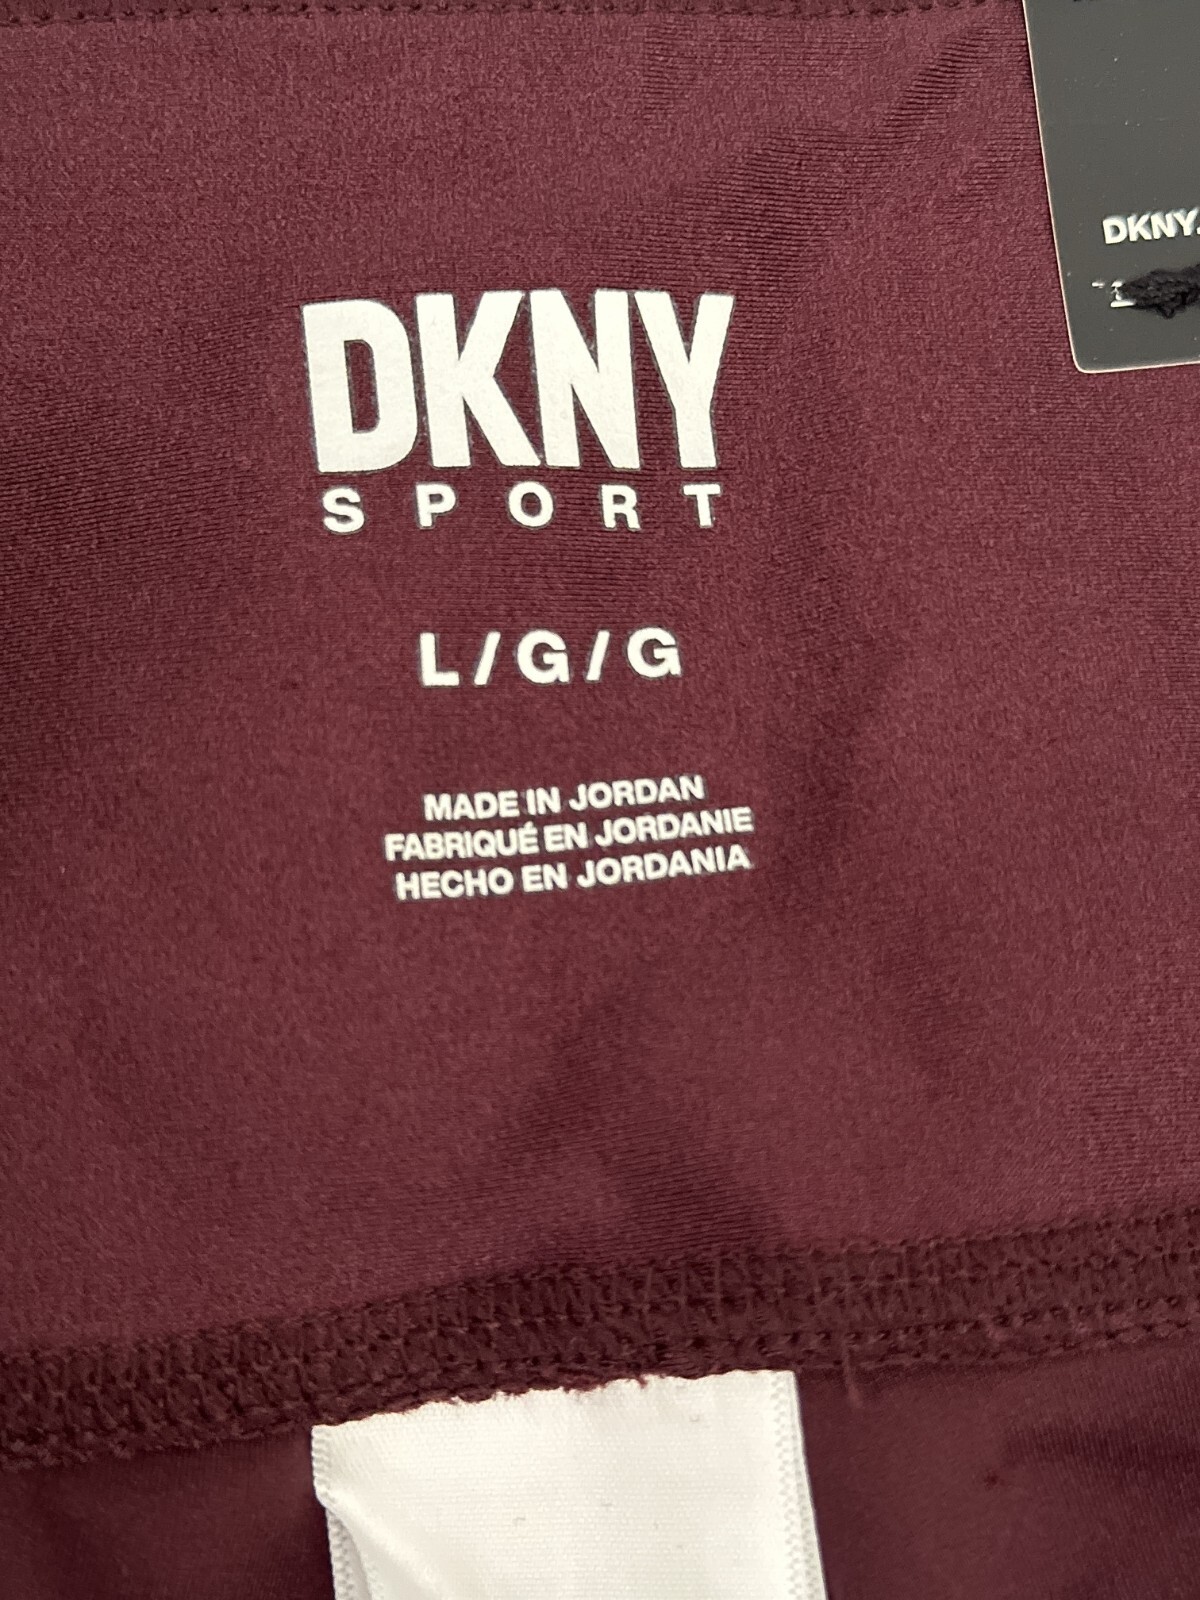 DKNY.
DKNY
SPORT
L/G/G
MADE IN JORDAN
FABRIQUÉ EN JORDANIE
HECHO EN JORDANIA